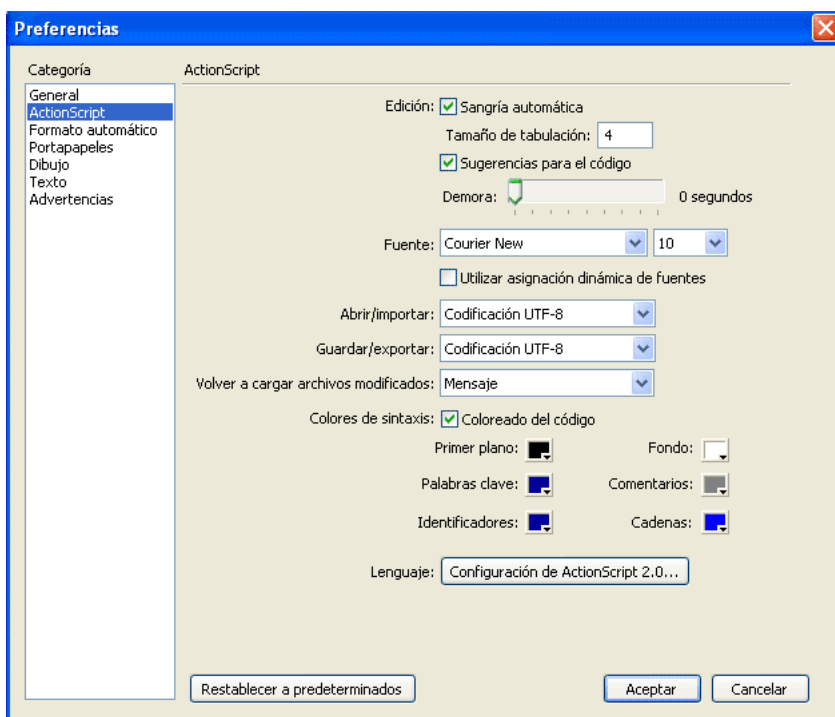 Preferencias
Categoría
ActionScript
General
ActionScript
Formato automático
Portapapeles
Dibujo
Texto
Advertencias
Edición: Sangría automática
Tamaño de tabulación: 4
Sugerencias para el código
Demora: 0 segundos
Fuente: Courier New 10
Utilizar asignación dinámica de fuentes
Abrir/importar: Codificación UTF-8
Guardar/exportar: Codificación UTF-8
Volver a cargar archivos modificados: Mensaje
Colores de sintaxis: Coloreado del código
Primer plano: Fondo:
Palabras clave: Comentarios:
Identificadores: Cadenas:
Lenguaje: Configuración de ActionScript 2.0...
Restablecer a predeterminados Aceptar Cancelar